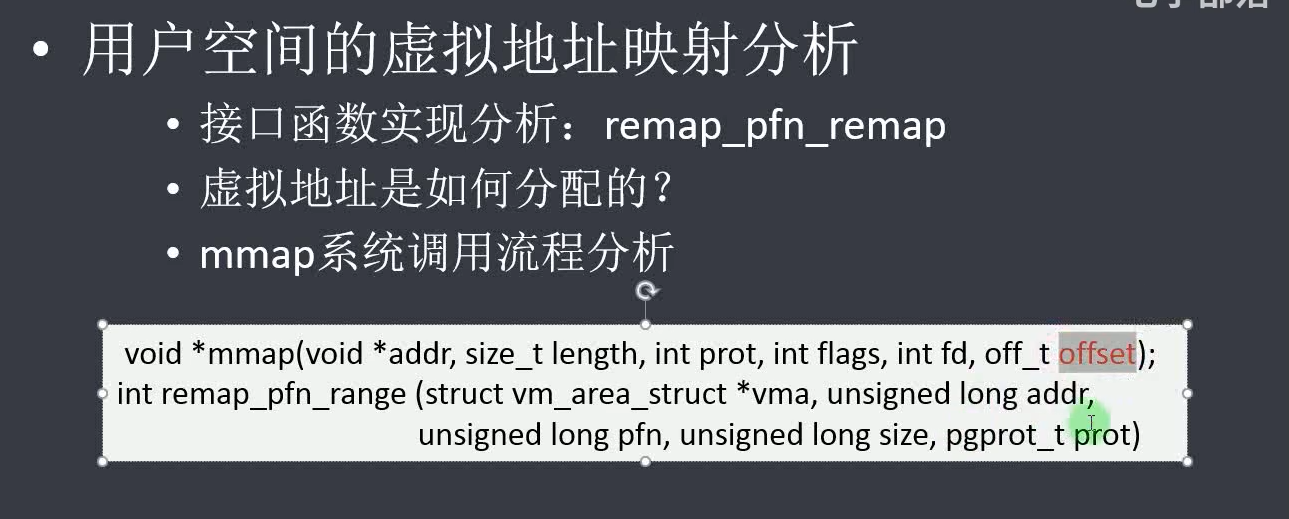 • 用户空间的虚拟地址映射分析
• 接口函数实现分析：remap_pfn_remap
• 虚拟地址是如何分配的？
• mmap系统调用流程分析
void *mmap(void *addr, size_t length, int prot, int flags, int fd, off_t offset);
int remap_pfn_range (struct vm_area_struct *vma, unsigned long addr,
unsigned long pfn, unsigned long size, pgprot_t prot)